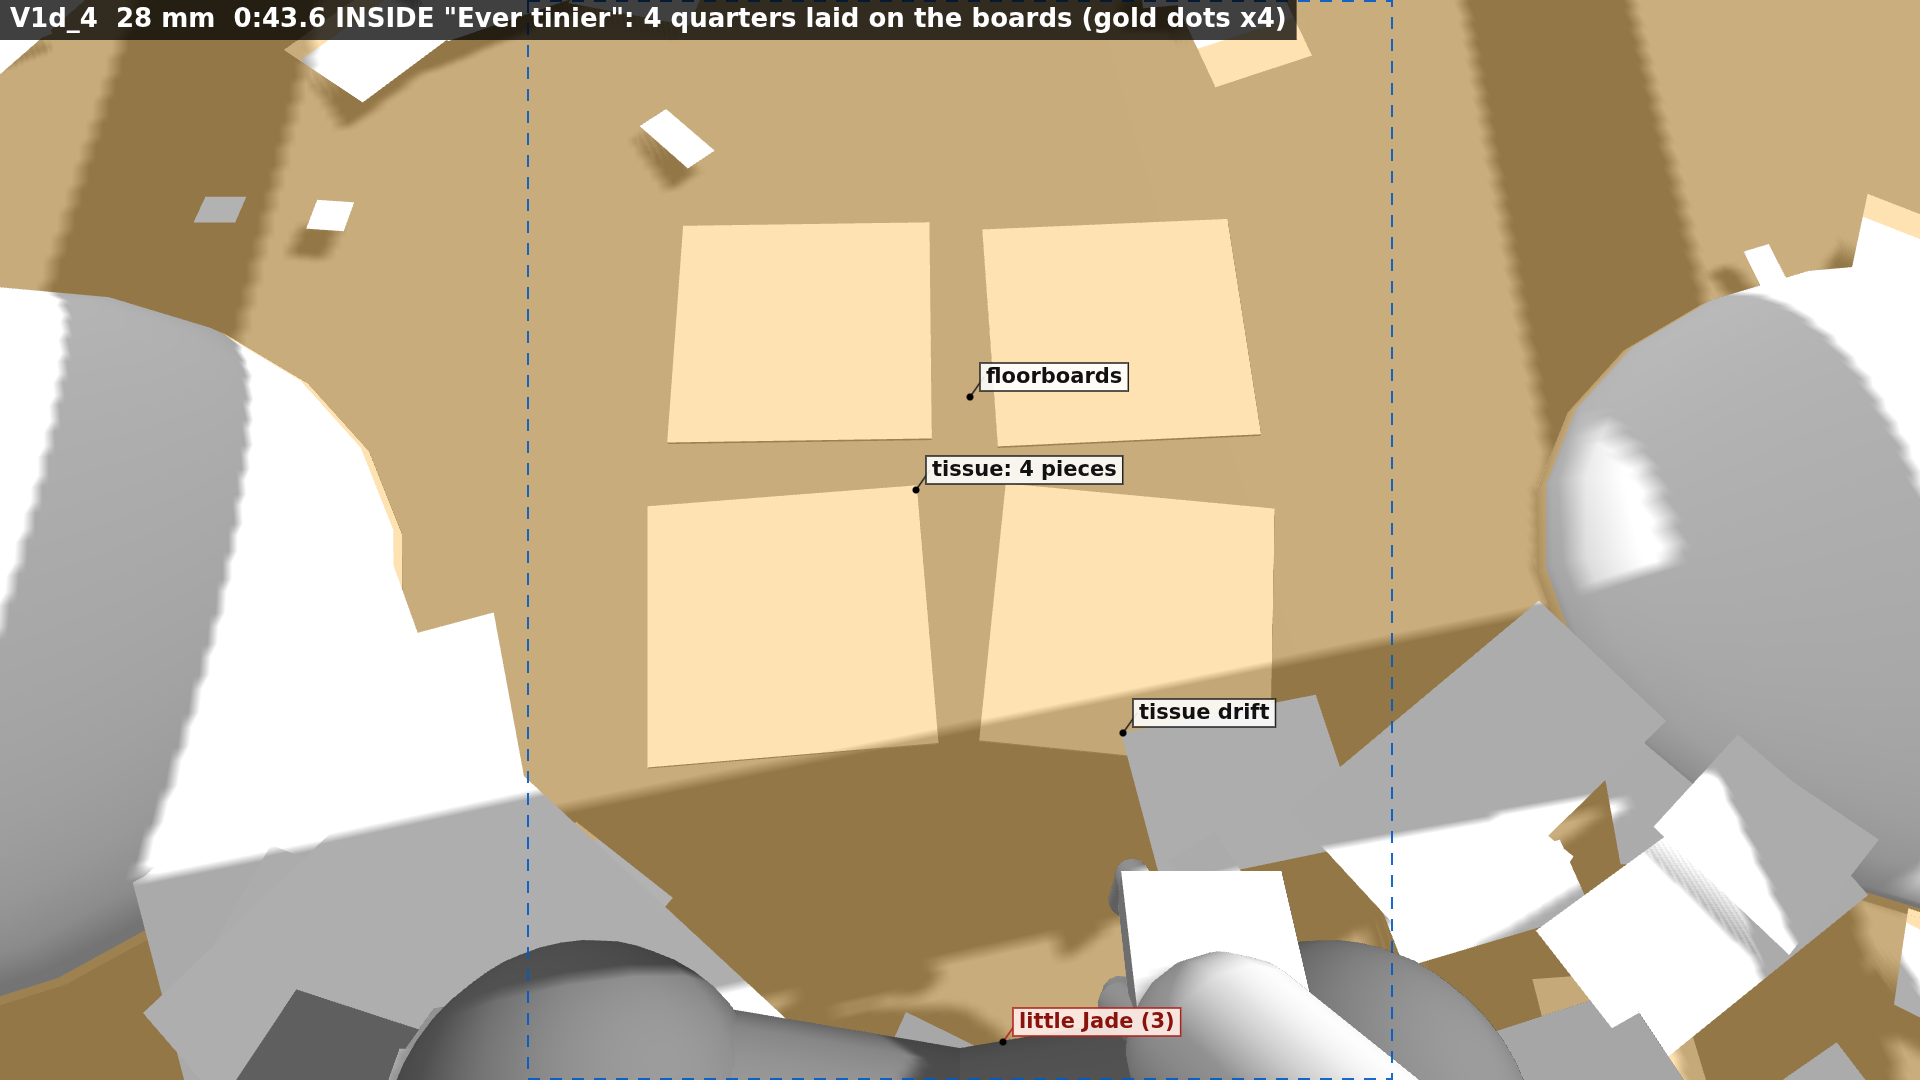 V1d_4 28 mm 0:43.6 INSIDE "Ever tinier": 4 quarters laid on the boards (gold dots x4)
floorboards
tissue: 4 pieces
tissue drift
little Jade (3)